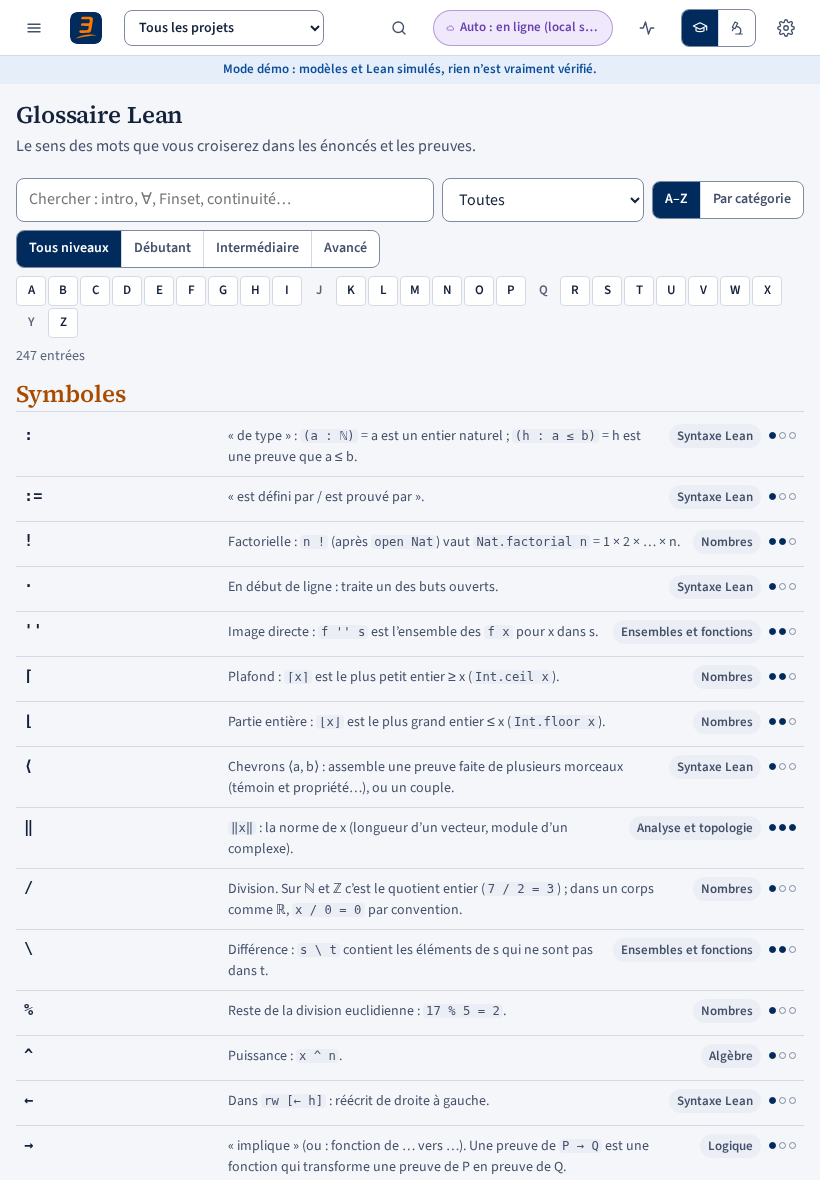 Tous les projets
Auto : en ligne (local s…
Mode démo : modèles et Lean simulés, rien n’est vraiment vérifié.
Glossaire Lean
Le sens des mots que vous croiserez dans les énoncés et les preuves.
Chercher : intro, ∀, Finset, continuité…
Toutes
A–Z
Par catégorie
Tous niveaux
Débutant
Intermédiaire
Avancé
A B C D E F G H I J K L M N O P Q R S T U V W X
Y Z
247 entrées
Symboles
: « de type » : (a : ℕ) = a est un entier naturel ; (h : a ≤ b) = h est Syntaxe Lean
une preuve que a ≤ b.
:= « est défini par / est prouvé par ». Syntaxe Lean
! Factorielle : n ! (après open Nat) vaut Nat.factorial n = 1 × 2 × … × n. Nombres
· En début de ligne : traite un des buts ouverts. Syntaxe Lean
'' Image directe : f '' s est l’ensemble des f x pour x dans s. Ensembles et fonctions
⌈ Plafond : ⌈x⌉ est le plus petit entier ≥ x (Int.ceil x). Nombres
⌊ Partie entière : ⌊x⌋ est le plus grand entier ≤ x (Int.floor x). Nombres
⟨ Chevrons ⟨a, b⟩ : assemble une preuve faite de plusieurs morceaux Syntaxe Lean
(témoin et propriété…), ou un couple.
‖ ‖x‖ : la norme de x (longueur d’un vecteur, module d’un Analyse et topologie
complexe).
/ Division. Sur ℕ et ℤ c’est le quotient entier (7 / 2 = 3) ; dans un corps Nombres
comme ℝ, x / 0 = 0 par convention.
\ Différence : s \ t contient les éléments de s qui ne sont pas Ensembles et fonctions
dans t.
% Reste de la division euclidienne : 17 % 5 = 2. Nombres
^ Puissance : x ^ n. Algèbre
← Dans rw [← h] : réécrit de droite à gauche. Syntaxe Lean
→ « implique » (ou : fonction de … vers …). Une preuve de P → Q est une Logique
fonction qui transforme une preuve de P en preuve de Q.